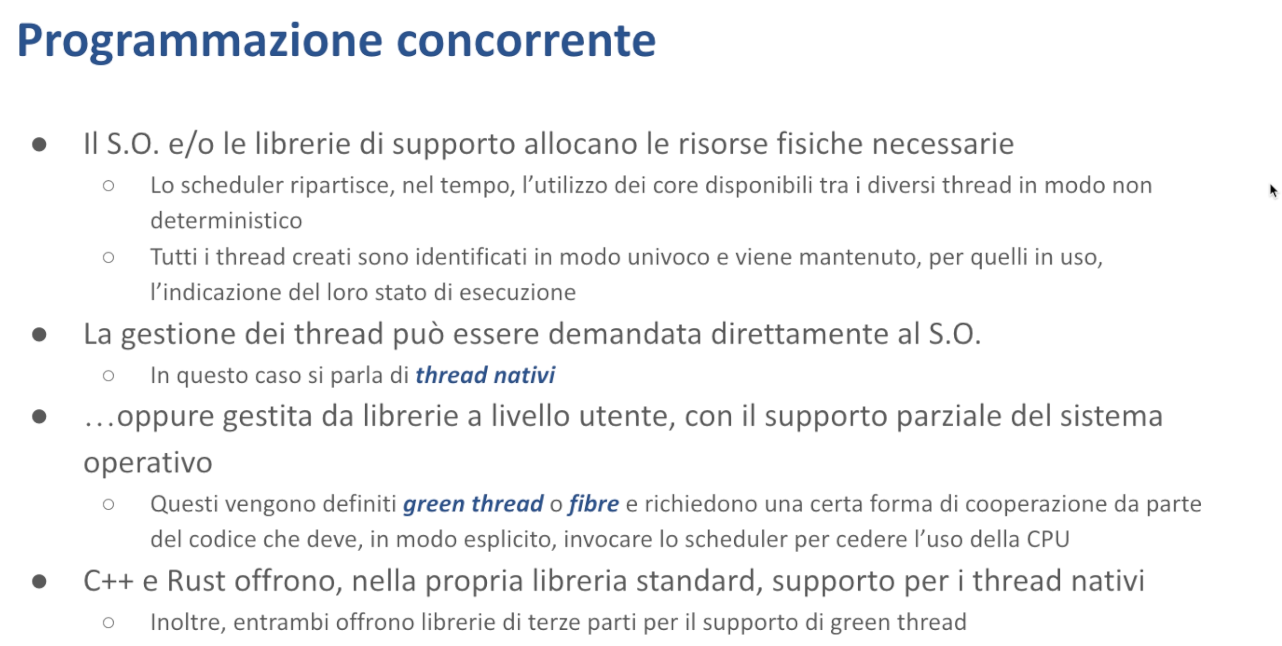 Programmazione concorrente
● Il S.O. e/o le librerie di supporto allocano le risorse fisiche necessarie
○ Lo scheduler ripartisce, nel tempo, l’utilizzo dei core disponibili tra i diversi thread in modo non
deterministico
○ Tutti i thread creati sono identificati in modo univoco e viene mantenuto, per quelli in uso,
l’indicazione del loro stato di esecuzione
● La gestione dei thread può essere demandata direttamente al S.O.
○ In questo caso si parla di thread nativi
● …oppure gestita da librerie a livello utente, con il supporto parziale del sistema
operativo
○ Questi vengono definiti green thread o fibre e richiedono una certa forma di cooperazione da parte
del codice che deve, in modo esplicito, invocare lo scheduler per cedere l’uso della CPU
● C++ e Rust offrono, nella propria libreria standard, supporto per i thread nativi
○ Inoltre, entrambi offrono librerie di terze parti per il supporto di green thread